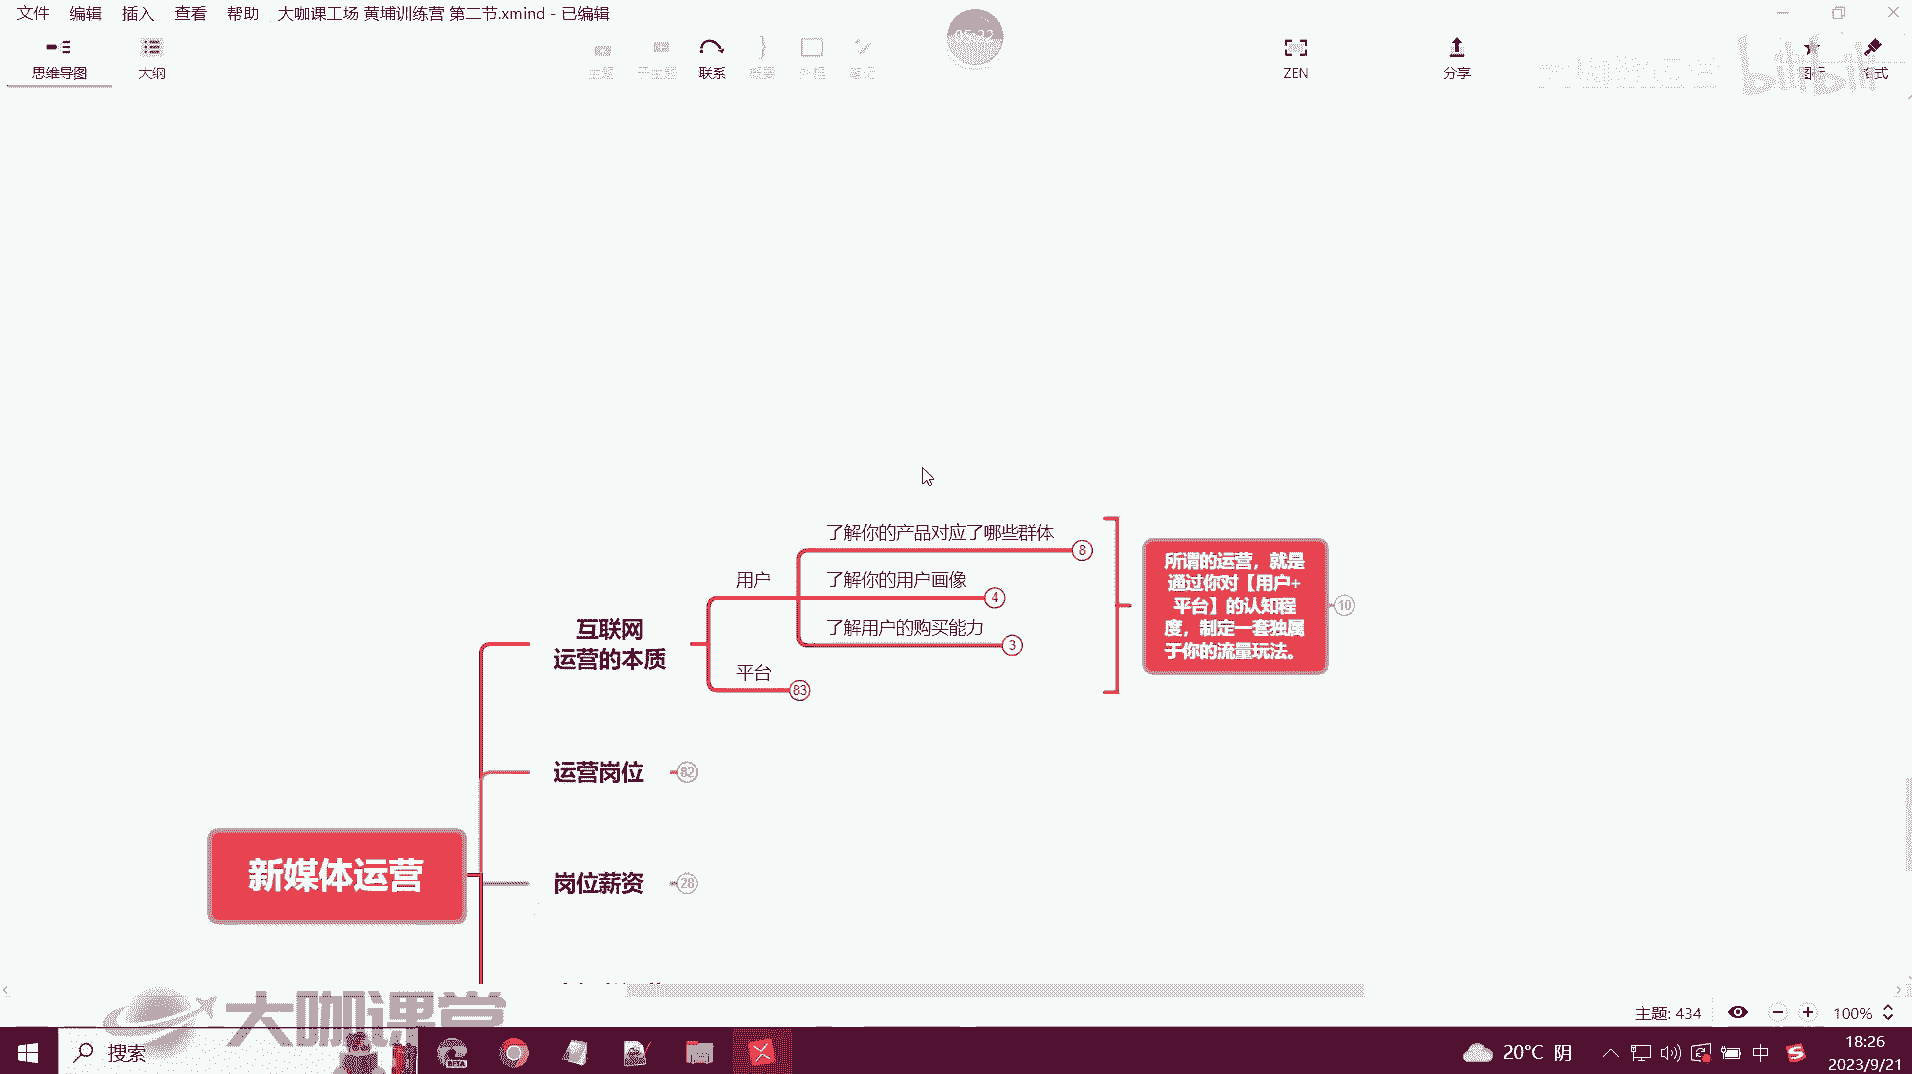 文件 编辑 插入 查看 帮助 大咖课工场 黄埔训练营 第二节.xmind - 已编辑
思维导图 大纲 主题 子主题 联系 概要 外框 笔记 ZEN 分享 图标 格式
05:32
bilibili
了解你的产品对应了哪些群体 8
用户
了解你的用户画像 4
了解用户的购买能力 3
平台 83
所谓的运营，就是
通过你对【用户+
平台】的认知程
度，制定一套独属
于你的流量玩法。
10
互联网
运营的本质
运营岗位 82
新媒体运营
岗位薪资 28
大咖课堂
主题: 434 100%
搜索
20°C 阴
中
18:26
2023/9/21